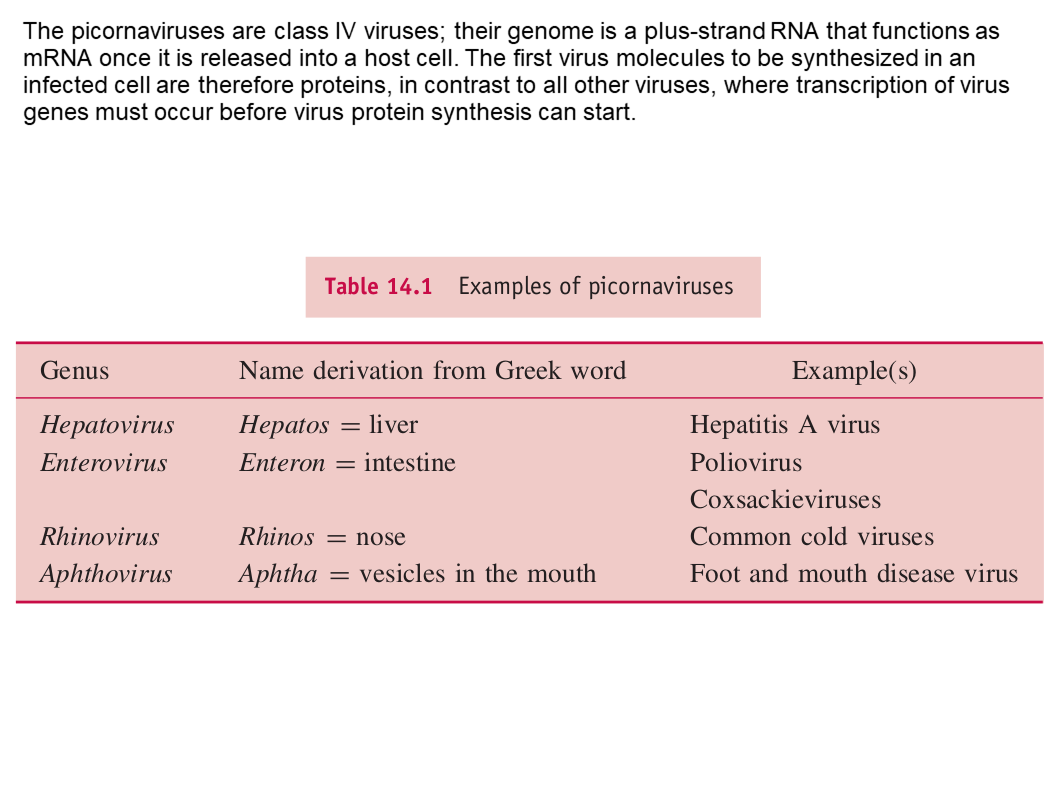 The picornaviruses are class IV viruses; their genome is a plus-strand RNA that functions as
mRNA once it is released into a host cell. The first virus molecules to be synthesized in an
infected cell are therefore proteins, in contrast to all other viruses, where transcription of virus
genes must occur before virus protein synthesis can start.
Table 14.1 Examples of picornaviruses
Genus Name derivation from Greek word Example(s)
Hepatovirus Hepatos = liver Hepatitis A virus
Enterovirus Enteron = intestine Poliovirus
Coxsackieviruses
Rhinovirus Rhinos = nose Common cold viruses
Aphthovirus Aphtha = vesicles in the mouth Foot and mouth disease virus